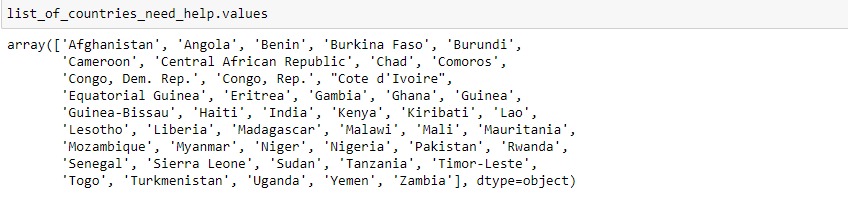 list_of_countries_need_help.values
array(['Afghanistan', 'Angola', 'Benin', 'Burkina Faso', 'Burundi',
'Cameroon', 'Central African Republic', 'Chad', 'Comoros',
'Congo, Dem. Rep.', 'Congo, Rep.', "Cote d'Ivoire",
'Equatorial Guinea', 'Eritrea', 'Gambia', 'Ghana', 'Guinea',
'Guinea-Bissau', 'Haiti', 'India', 'Kenya', 'Kiribati', 'Lao',
'Lesotho', 'Liberia', 'Madagascar', 'Malawi', 'Mali', 'Mauritania',
'Mozambique', 'Myanmar', 'Niger', 'Nigeria', 'Pakistan', 'Rwanda',
'Senegal', 'Sierra Leone', 'Sudan', 'Tanzania', 'Timor-Leste',
'Togo', 'Turkmenistan', 'Uganda', 'Yemen', 'Zambia'], dtype=object)